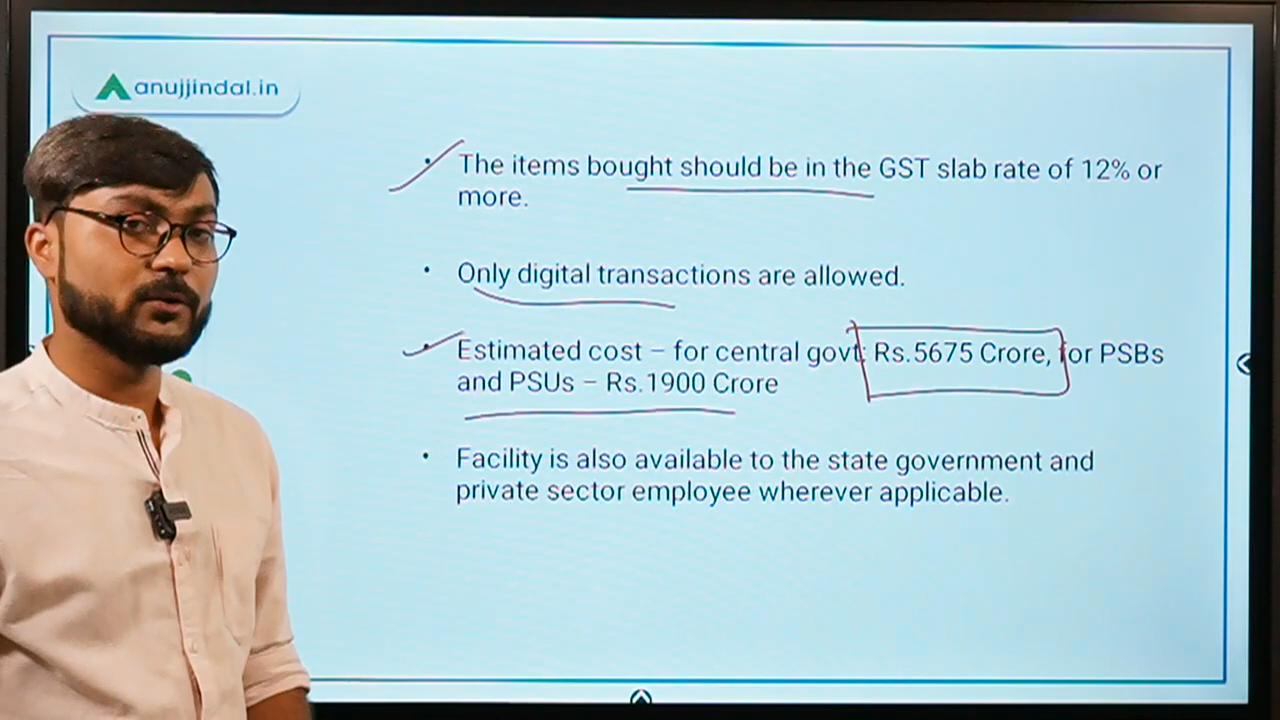 anujjindal.in
• The items bought should be in the GST slab rate of 12% or
more.
• Only digital transactions are allowed.
• Estimated cost – for central govt: Rs.5675 Crore, for PSBs
and PSUs – Rs.1900 Crore
• Facility is also available to the state government and
private sector employee wherever applicable.